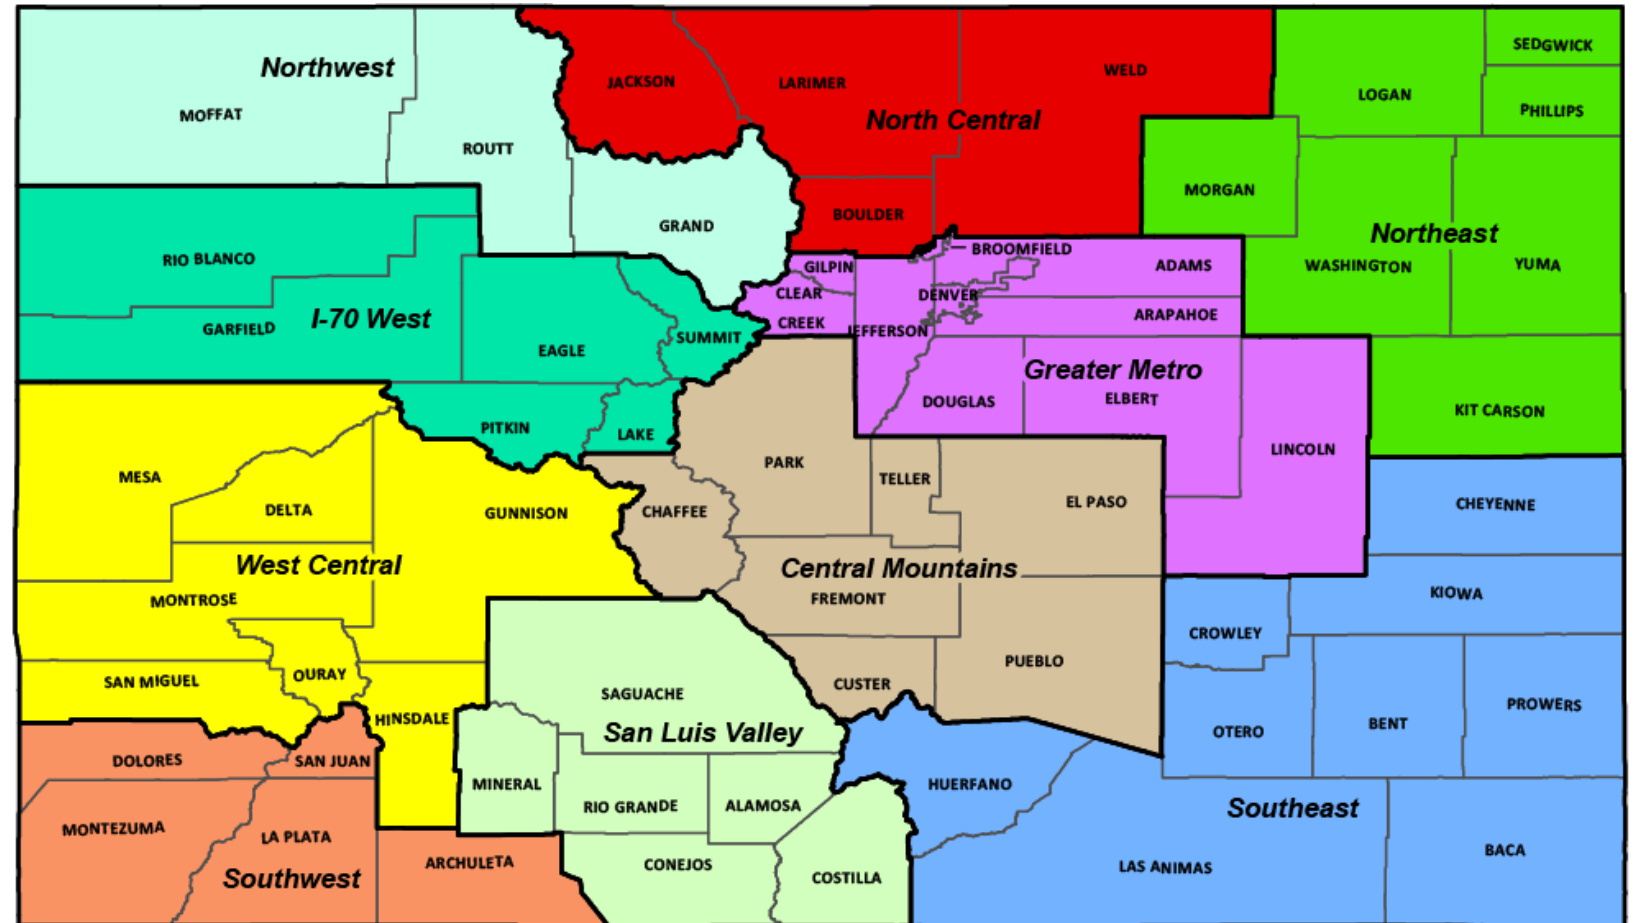 SEDGWICK
Northwest
JACKSON
LARIMER
WELD
LOGAN
PHILLIPS
MOFFAT
North Central
ROUTT
MORGAN
BOULDER
GRAND
Northeast
BROOMFIELD
RIO BLANCO
GILPIN
ADAMS
WASHINGTON
YUMA
CLEAR
CREEK
DENVER
ARAPAHOE
I-70 West
GARFIELD
JEFFERSON
SUMMIT
EAGLE
Greater Metro
DOUGLAS
ELBERT
KIT CARSON
PITKIN
LAKE
LINCOLN
PARK
MESA
TELLER
DELTA
GUNNISON
CHAFFEE
EL PASO
CHEYENNE
West Central
Central Mountains
MONTROSE
FREMONT
KIOWA
CROWLEY
PUEBLO
OURAY
SAN MIGUEL
CUSTER
SAGUACHE
PROWERS
HINSDALE
San Luis Valley
OTERO
BENT
DOLORES
SAN JUAN
MINERAL
HUERFANO
RIO GRANDE
ALAMOSA
Southeast
MONTEZUMA
LA PLATA
ARCHULETA
CONEJOS
BACA
LAS ANIMAS
Southwest
COSTILLA